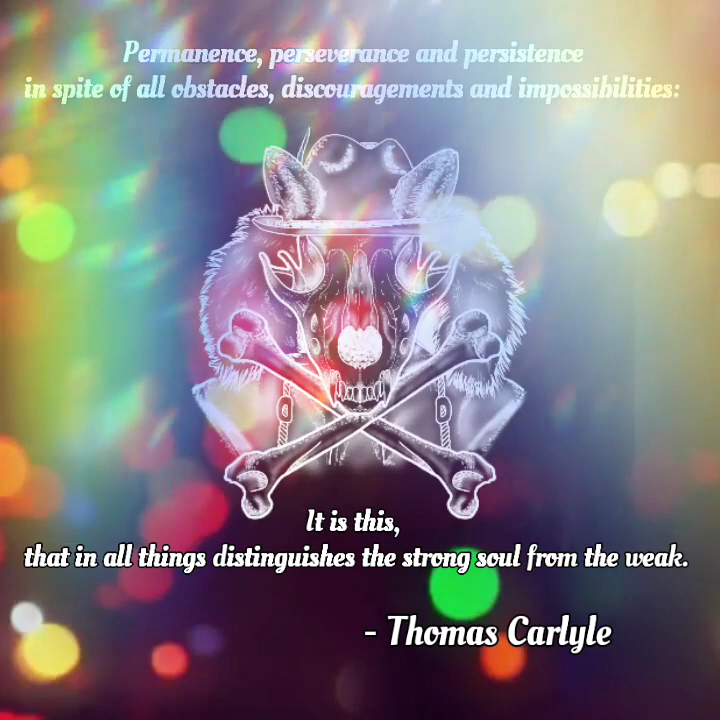 Permanence, perseverance and persistence
in spite of all obstacles, discouragements and impossibilities:
It is this,
that in all things distinguishes the strong soul from the weak.
- Thomas Carlyle